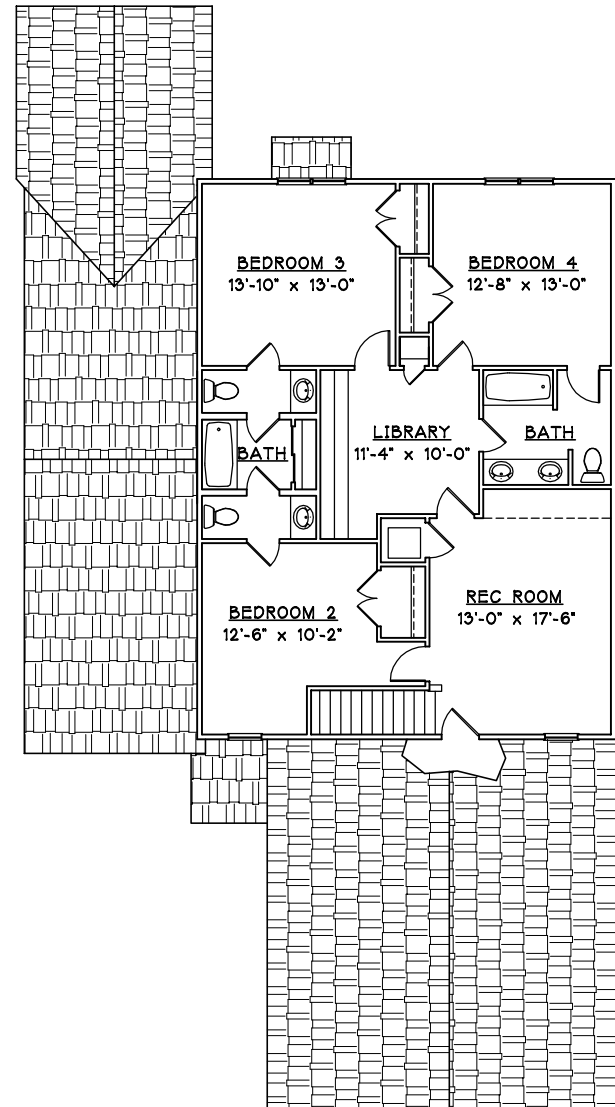 BEDROOM 3
13'-10" x 13'-0"
BEDROOM 4
12'-8" x 13'-0"
LIBRARY
11'-4" x 10'-0"
BATH
BATH
BEDROOM 2
12'-6" x 10'-2"
REC ROOM
13'-0" x 17'-6"